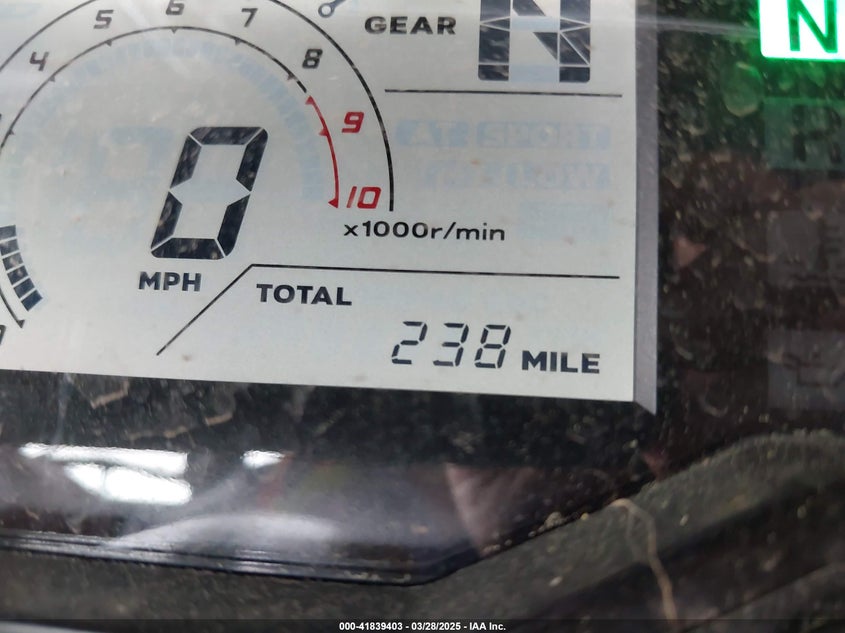 4
5
6
7
8
9
10
GEAR N
N
0
x1000r/min
MPH
TOTAL
238 MILE
000-41839403 - 03/28/2025 - IAA Inc.